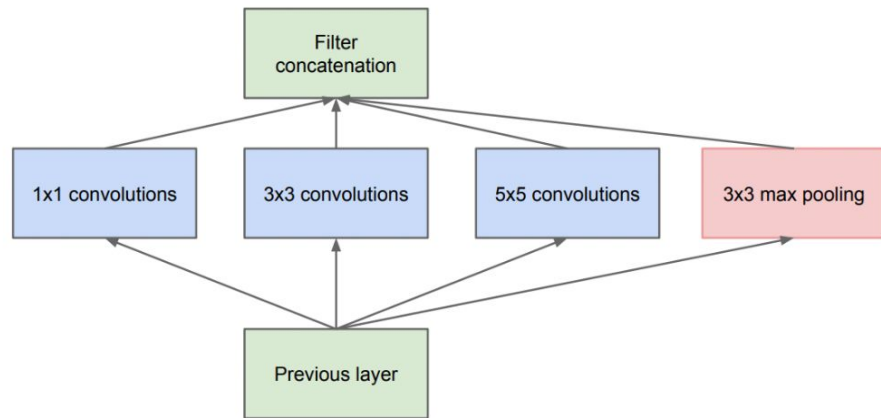 Filter
concatenation
1x1 convolutions
3x3 convolutions
5x5 convolutions
3x3 max pooling
Previous layer